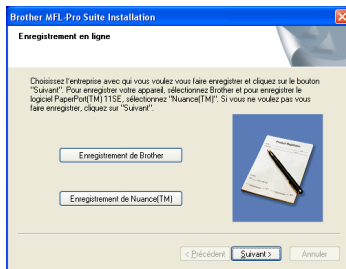 Brother MFL-Pro Suite Installation
Enregistrement en ligne
Choisissez l'entreprise avec qui vous voulez vous faire enregistrer et cliquez sur le bouton
"Suivant". Pour enregistrer votre appareil, sélectionnez Brother et pour enregistrer le
logiciel PaperPort(TM) 11SE, sélectionnez "Nuance(TM)". Si vous ne voulez pas vous
faire enregistrer, cliquez sur "Suivant".
Enregistrement de Brother
Enregistrement de Nuance(TM)
< Précédent
Suivant >
Annuler